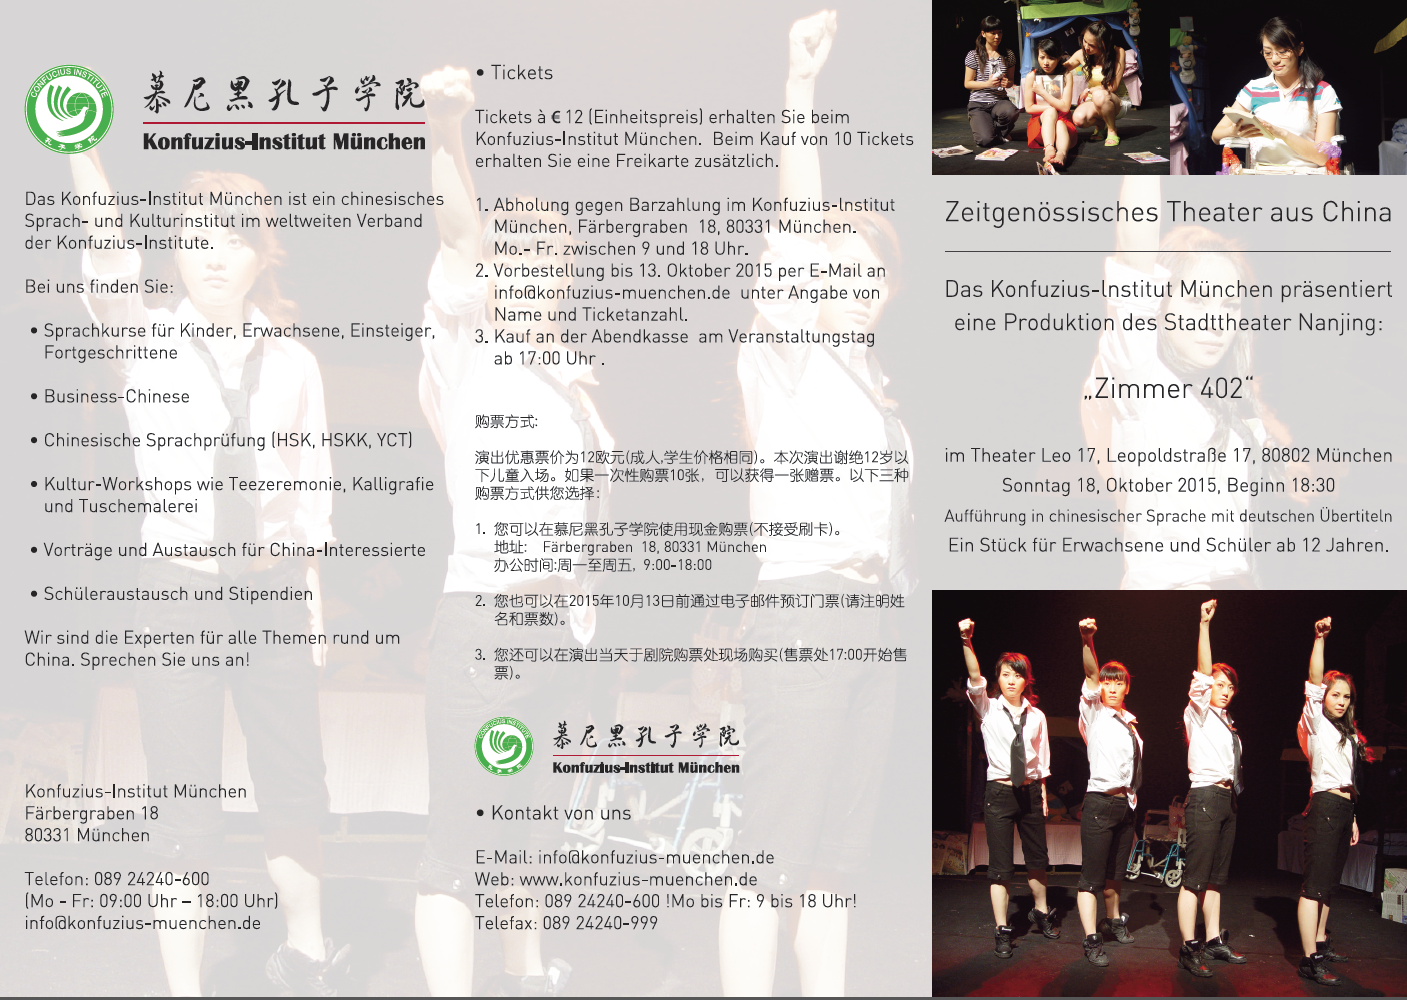 CONFUCIUS INSTITUTE
孔子学院
慕尼黑孔子学院
Konfuzius-Institut München
Das Konfuzius-Institut München ist ein chinesisches
Sprach- und Kulturinstitut im weltweiten Verband
der Konfuzius-Institute.
Bei uns finden Sie:
• Sprachkurse für Kinder, Erwachsene, Einsteiger,
Fortgeschrittene
• Business-Chinese
• Chinesische Sprachprüfung (HSK, HSKK, YCT)
• Kultur-Workshops wie Teezeremonie, Kalligrafie
und Tuschemalerei
• Vorträge und Austausch für China-Interessierte
• Schüleraustausch und Stipendien
Wir sind die Experten für alle Themen rund um
China. Sprechen Sie uns an!
Konfuzius-Institut München
Färbergraben 18
80331 München
Telefon: 089 24240-600
(Mo - Fr: 09:00 Uhr – 18:00 Uhr)
info@konfuzius-muenchen.de
• Tickets
Tickets à € 12 (Einheitspreis) erhalten Sie beim
Konfuzius-Institut München. Beim Kauf von 10 Tickets
erhalten Sie eine Freikarte zusätzlich.
1. Abholung gegen Barzahlung im Konfuzius-Institut
München, Färbergraben 18, 80331 München.
Mo.- Fr. zwischen 9 und 18 Uhr.
2. Vorbestellung bis 13. Oktober 2015 per E-Mail an
info@konfuzius-muenchen.de unter Angabe von
Name und Ticketanzahl.
3. Kauf an der Abendkasse am Veranstaltungstag
ab 17:00 Uhr .
购票方式:
演出优惠票价为12欧元(成人,学生价格相同)。本次演出谢绝12岁以
下儿童入场。如果一次性购票10张，可以获得一张赠票。以下三种
购票方式供您选择：
1. 您可以在慕尼黑孔子学院使用现金购票(不接受刷卡)。
地址: Färbergraben 18, 80331 München
办公时间:周一至周五, 9:00-18:00
2. 您也可以在2015年10月13日前通过电子邮件预订门票(请注明姓
名和票数)。
3. 您还可以在演出当天于剧院购票处现场购买(售票处17:00开始售
票)。
CONFUCIUS INSTITUTE
孔子学院
慕尼黑孔子学院
Konfuzius-Institut München
• Kontakt von uns
E-Mail: info@konfuzius-muenchen.de
Web: www.konfuzius-muenchen.de
Telefon: 089 24240-600 !Mo bis Fr: 9 bis 18 Uhr!
Telefax: 089 24240-999
Zeitgenössisches Theater aus China
Das Konfuzius-Institut München präsentiert
eine Produktion des Stadttheater Nanjing:
„Zimmer 402“
im Theater Leo 17, Leopoldstraße 17, 80802 München
Sonntag 18, Oktober 2015, Beginn 18:30
Aufführung in chinesischer Sprache mit deutschen Übertiteln
Ein Stück für Erwachsene und Schüler ab 12 Jahren.